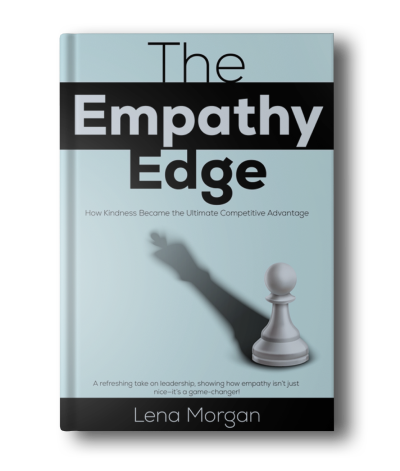 The
Empathy
Edge
How Kindness Became the Ultimate Competitive Advantage
A refreshing take on leadership, showing how empathy isn't just
nice—it's a game-changer!
Lena Morgan